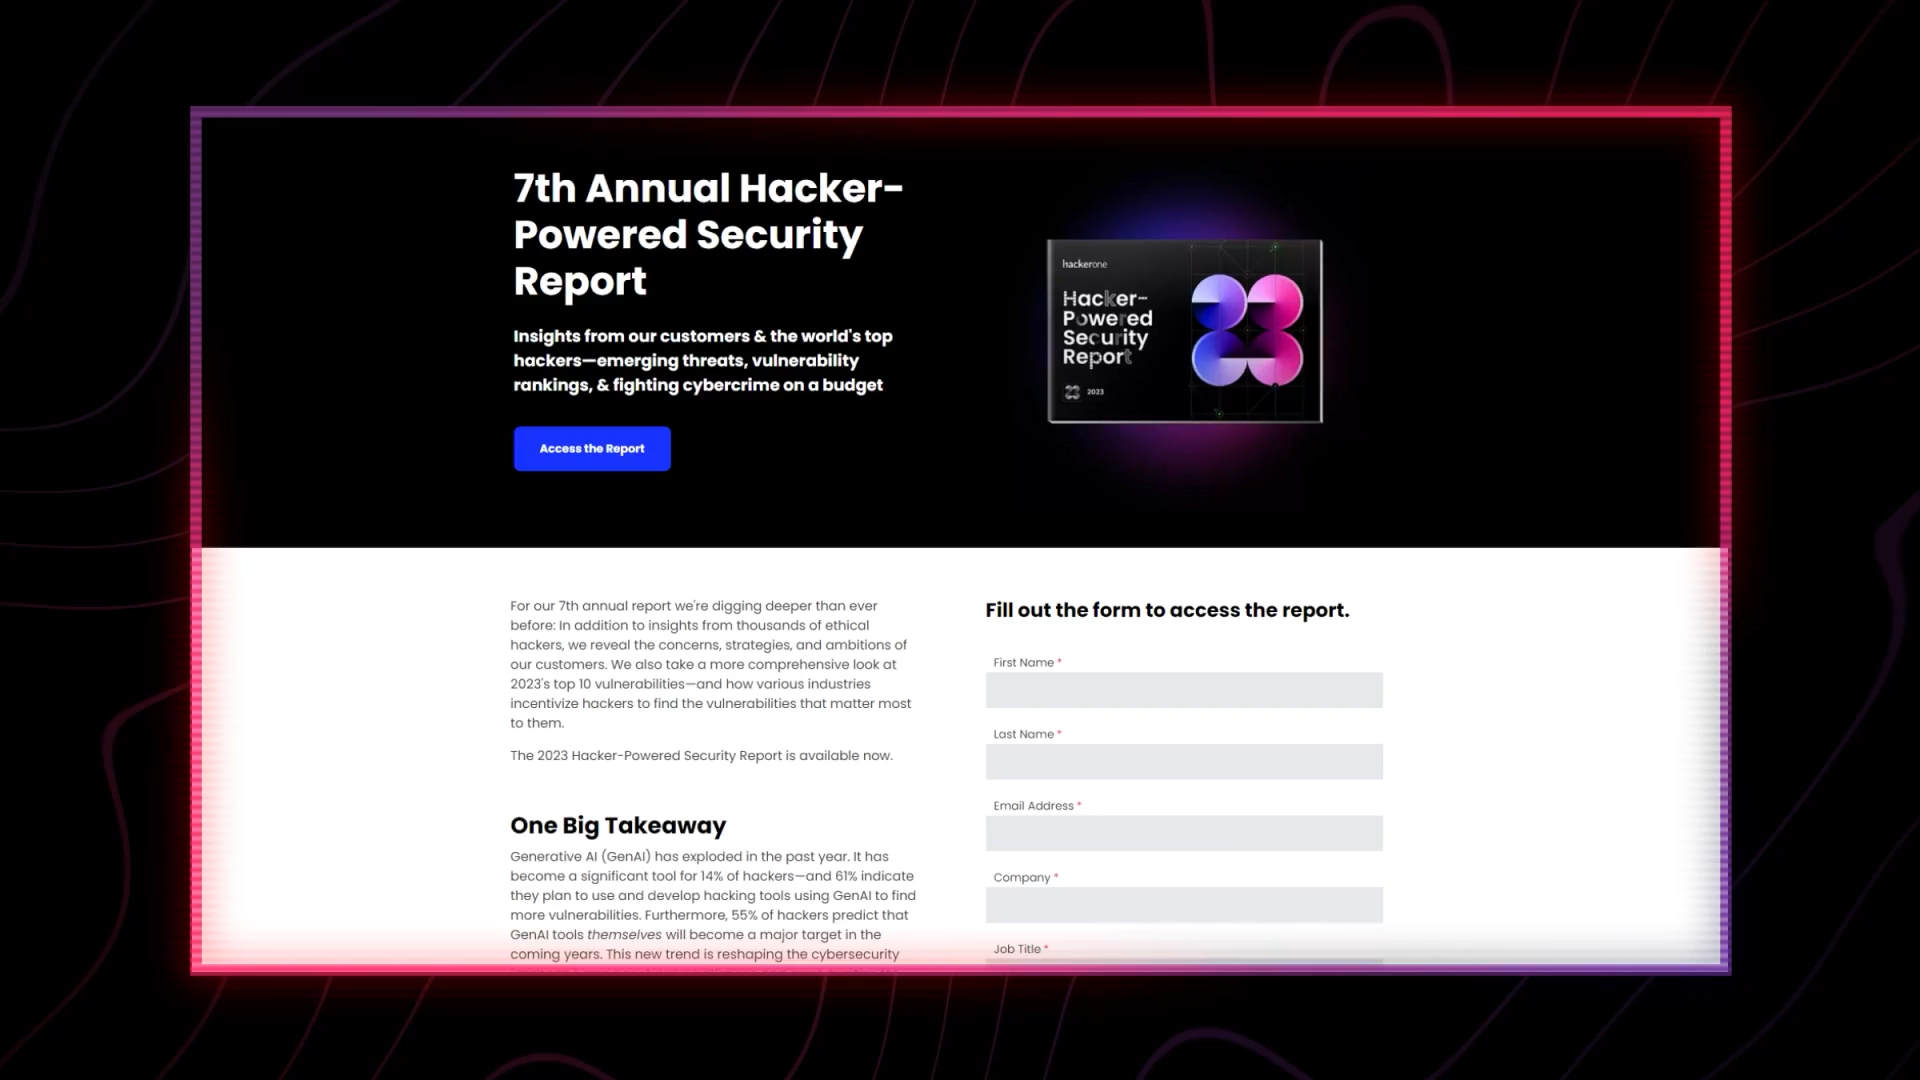 7th Annual Hacker-
Powered Security
Report
Insights from our customers & the world's top
hackers—emerging threats, vulnerability
rankings, & fighting cybercrime on a budget
Access the Report
hackerone
Hacker-
Powered
Security
Report
23 2023
For our 7th annual report we're digging deeper than ever
before: In addition to insights from thousands of ethical
hackers, we reveal the concerns, strategies, and ambitions of
our customers. We also take a more comprehensive look at
2023's top 10 vulnerabilities—and how various industries
incentivize hackers to find the vulnerabilities that matter most
to them.
The 2023 Hacker-Powered Security Report is available now.
One Big Takeaway
Generative AI (GenAI) has exploded in the past year. It has
become a significant tool for 14% of hackers—and 61% indicate
they plan to use and develop hacking tools using GenAI to find
more vulnerabilities. Furthermore, 55% of hackers predict that
GenAI tools themselves will become a major target in the
coming years. This new trend is reshaping the cybersecurity
Fill out the form to access the report.
First Name *
Last Name *
Email Address *
Company *
Job Title *